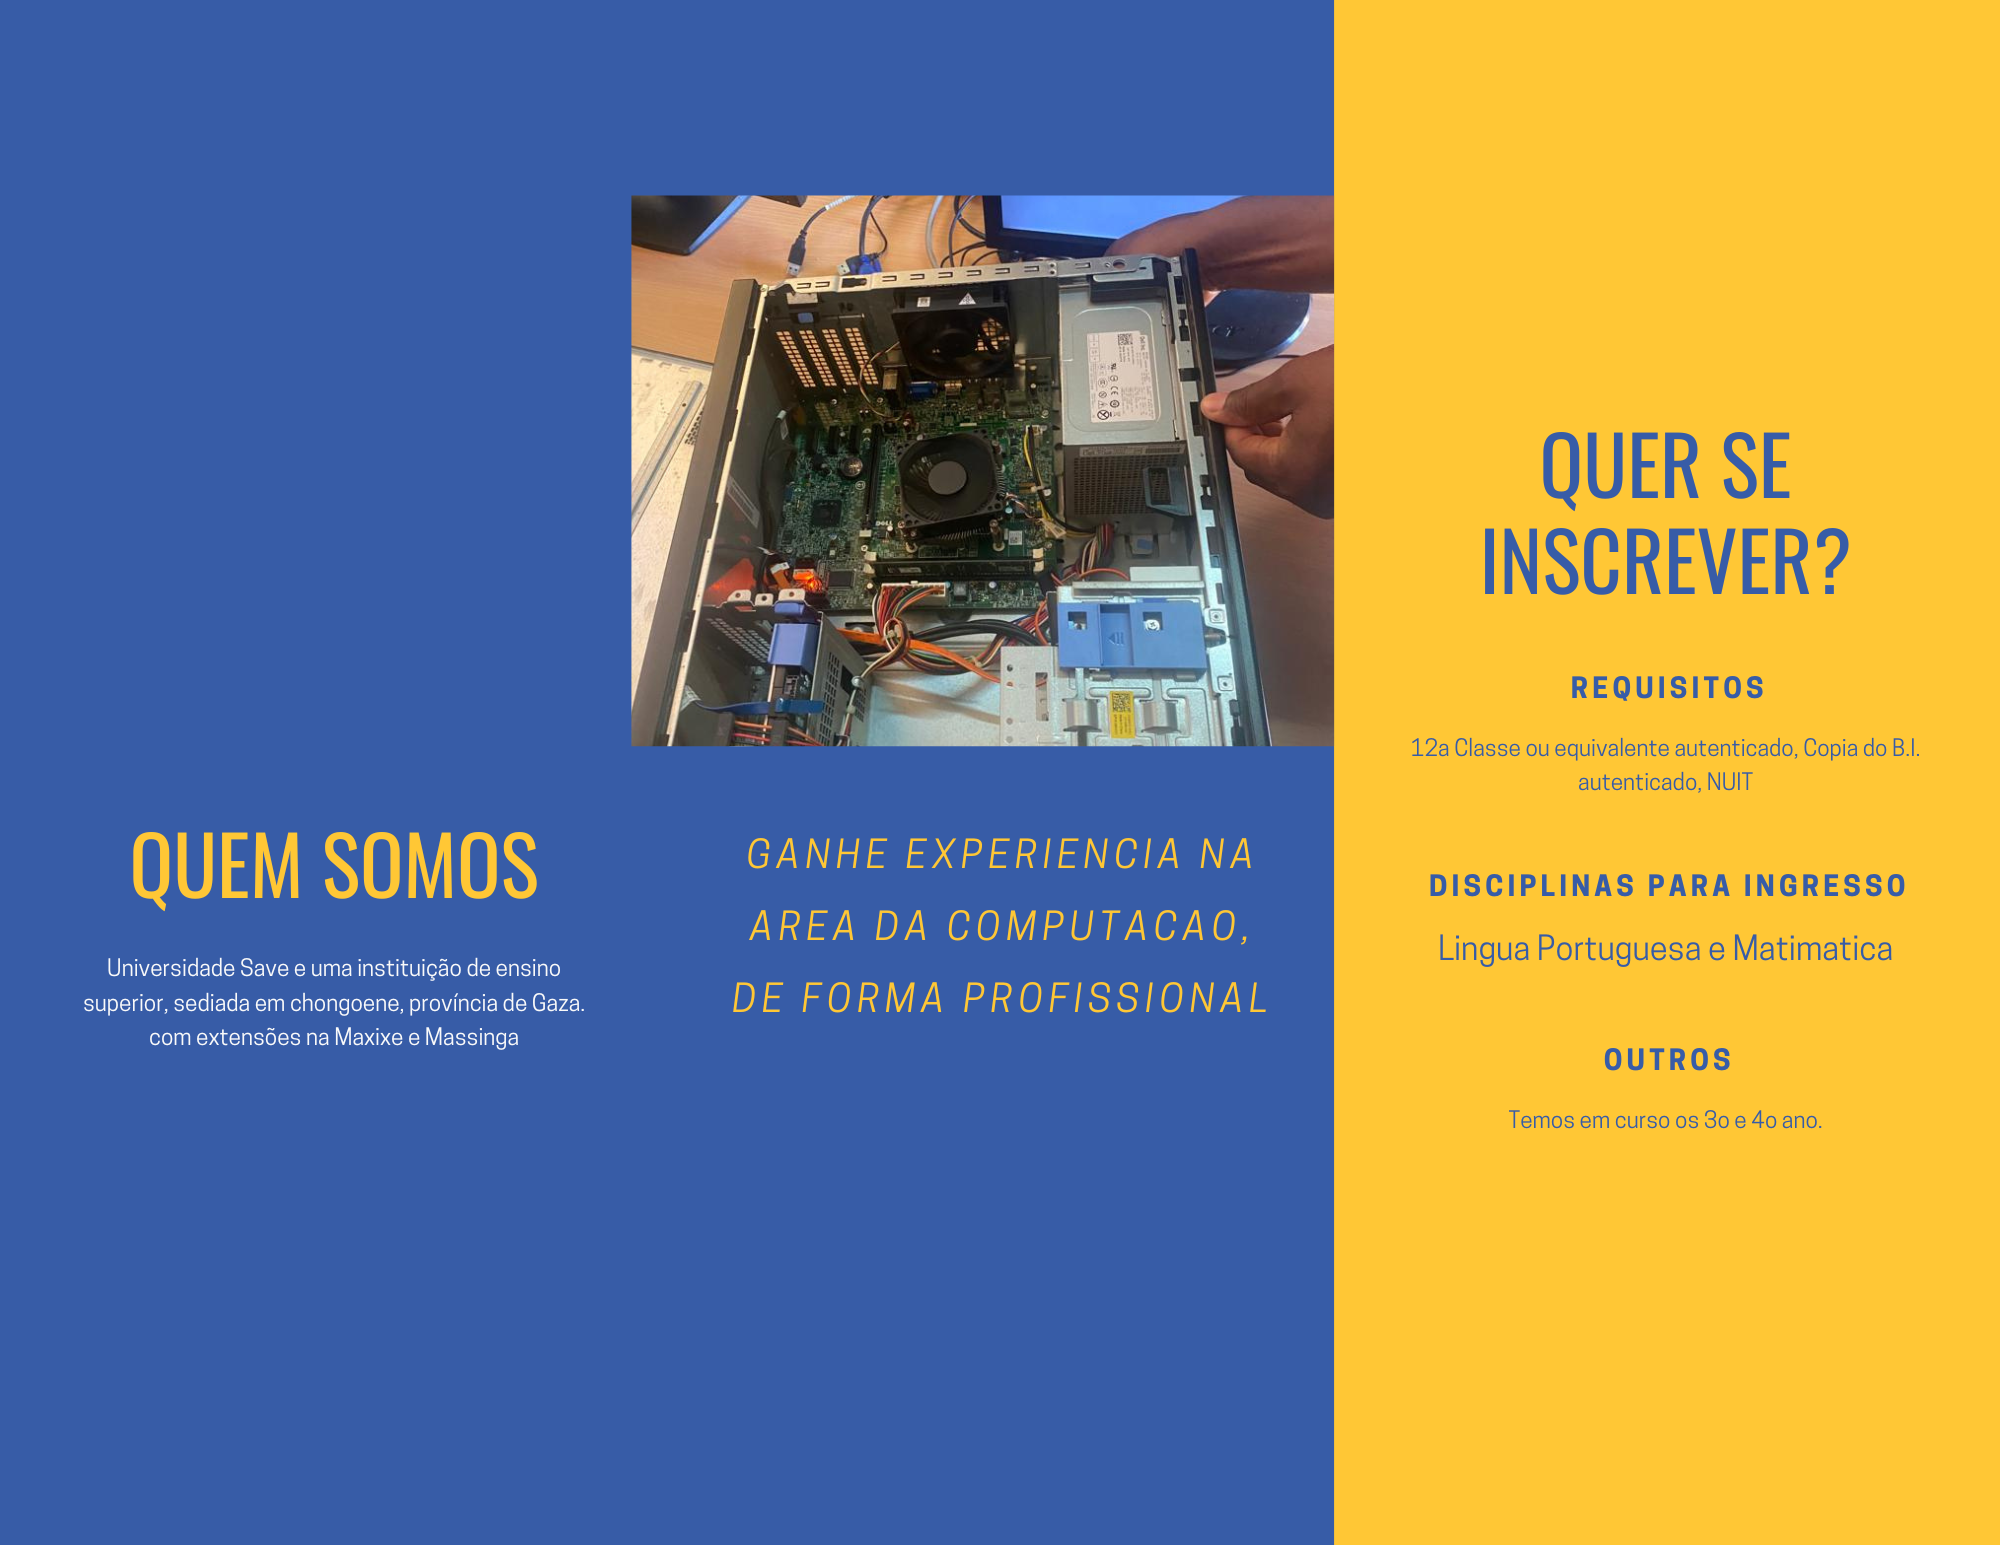 QUEM SOMOS
Universidade Save e uma instituição de ensino
superior, sediada em chongoene, província de Gaza.
com extensões na Maxixe e Massinga
GANHE EXPERIENCIA NA
AREA DA COMPUTACAO,
DE FORMA PROFISSIONAL
QUER SE
INSCREVER?
REQUISITOS
12a Classe ou equivalente autenticado, Copia do B.I.
autenticado, NUIT
DISCIPLINAS PARA INGRESSO
Lingua Portuguesa e Matimatica
OUTROS
Temos em curso os 3o e 4o ano.